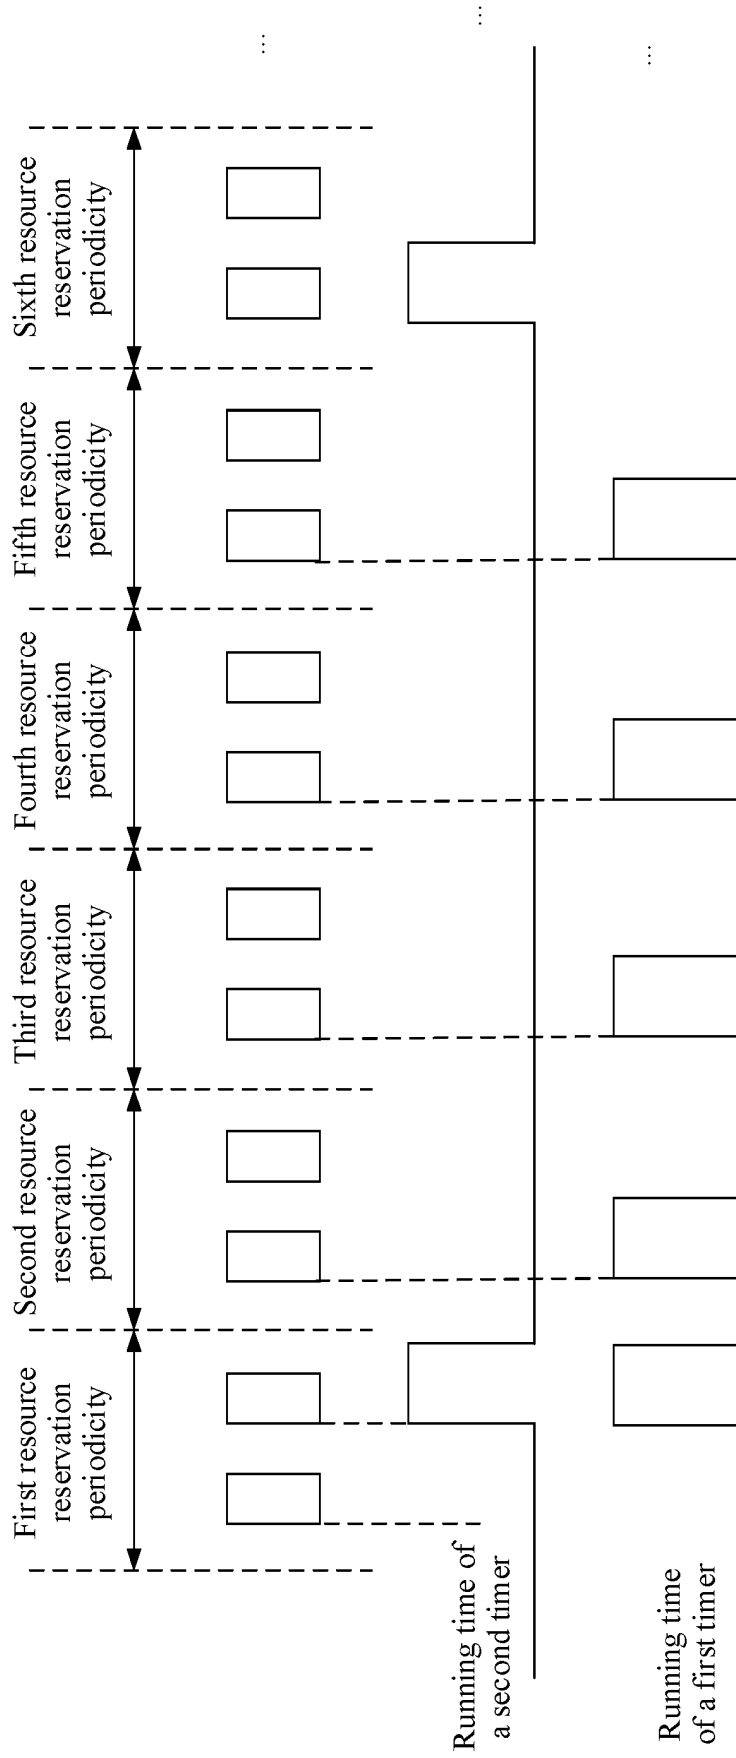 First resource
reservation
periodicity
Second resource
reservation
periodicity
Third resource
reservation
periodicity
Fourth resource
reservation
periodicity
Fifth resource
reservation
periodicity
Sixth resource
reservation
periodicity
...
Running time of
a second timer
...
Running time
of a first timer
...